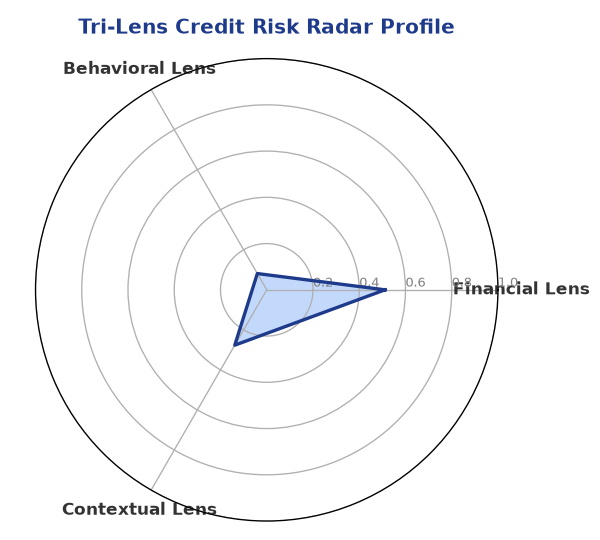 Tri-Lens Credit Risk Radar Profile
Behavioral Lens
0.2 0.4 0.6 0.8 1.0
Financial Lens
Contextual Lens